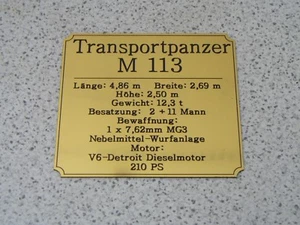 Transportpanzer
M 113
Länge: 4,86 m Breite: 2,69 m
Höhe: 2,50 m
Gewicht: 12,3 t
Besatzung: 2 + 11 Mann
Bewaffnung:
1 x 7,62mm MG3
Nebelmittel-Wurfanlage
Motor:
V6-Detroit Dieselmotor
210 PS